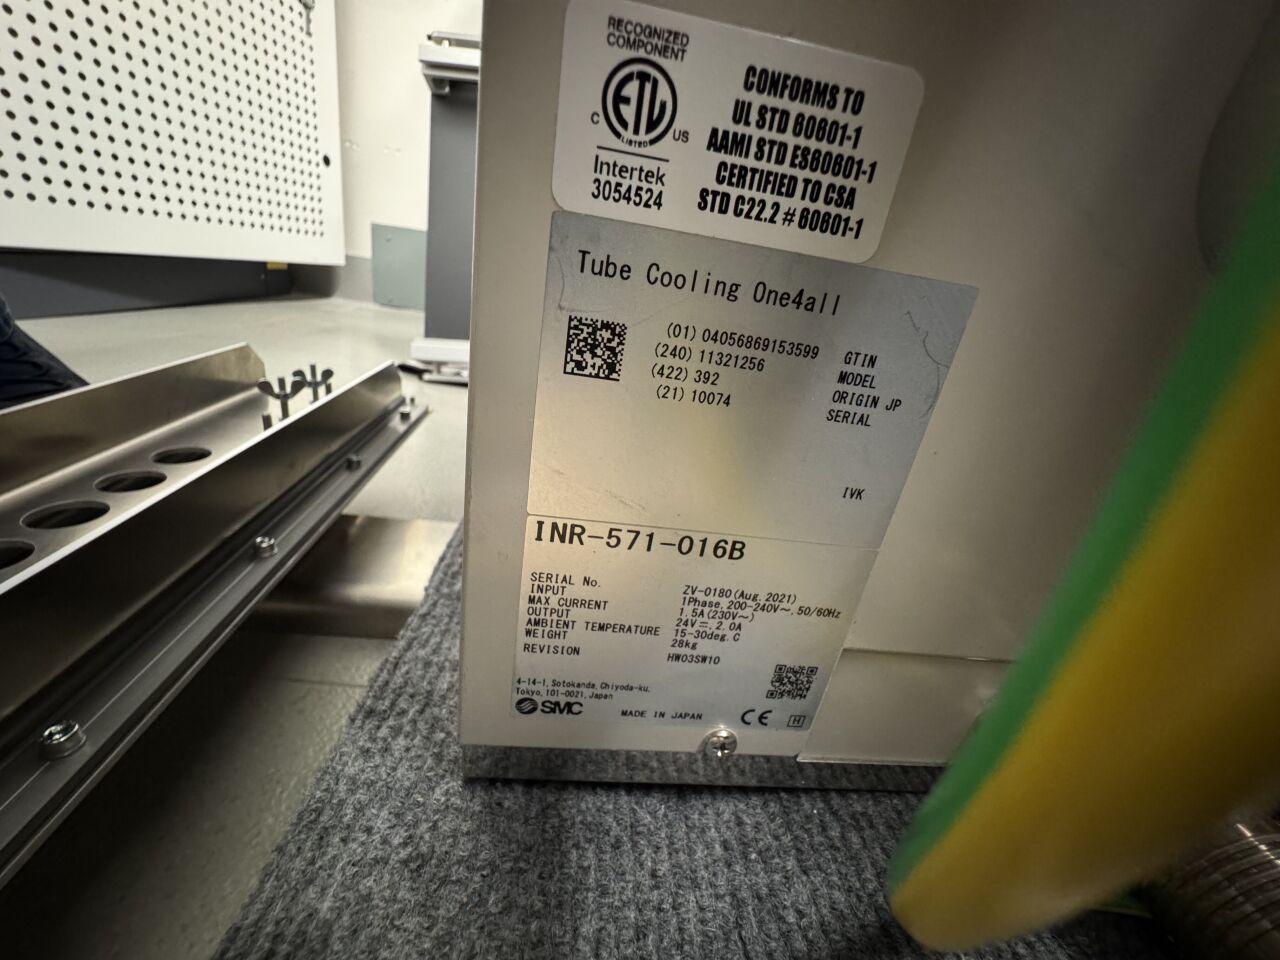 RECOGNIZED
COMPONENT
ETL
LISTED
C US
Intertek
3054524
CONFORMS TO
UL STD 60601-1
AAMI STD ES60601-1
CERTIFIED TO CSA
STD C22.2 # 60601-1
Tube Cooling One4all
(01) 04056869153599 GTIN
(240) 11321256 MODEL
(422) 392 ORIGIN JP
(21) 10074 SERIAL
IVK
INR-571-016B
SERIAL No. ZV-0180(Aug. 2021)
INPUT 1Phase, 200-240V~, 50/60Hz
MAX CURRENT 1.5A(230V~)
OUTPUT 24V⎓, 2.0A
AMBIENT TEMPERATURE 15-30deg. C
WEIGHT 28kg
REVISION HW03SW10
4-14-1, Sotokanda, Chiyoda-ku,
Tokyo, 101-0021, Japan
SMC MADE IN JAPAN CE H